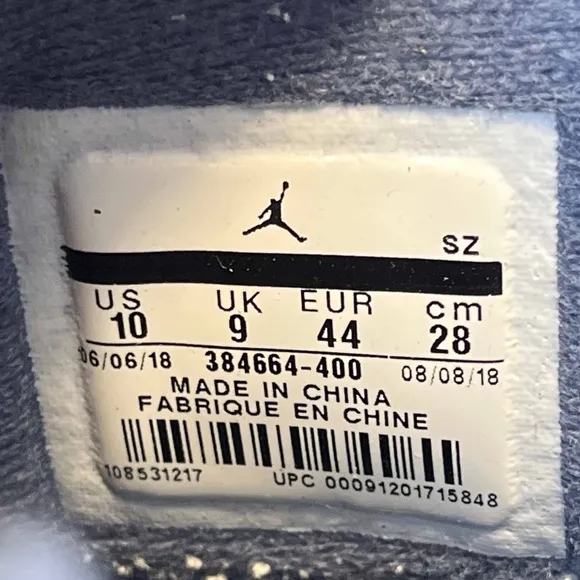 SZ
US UK EUR cm
10 9 44 28
06/06/18 384664-400 08/08/18
MADE IN CHINA
FABRIQUE EN CHINE
108531217 UPC 00091201715848